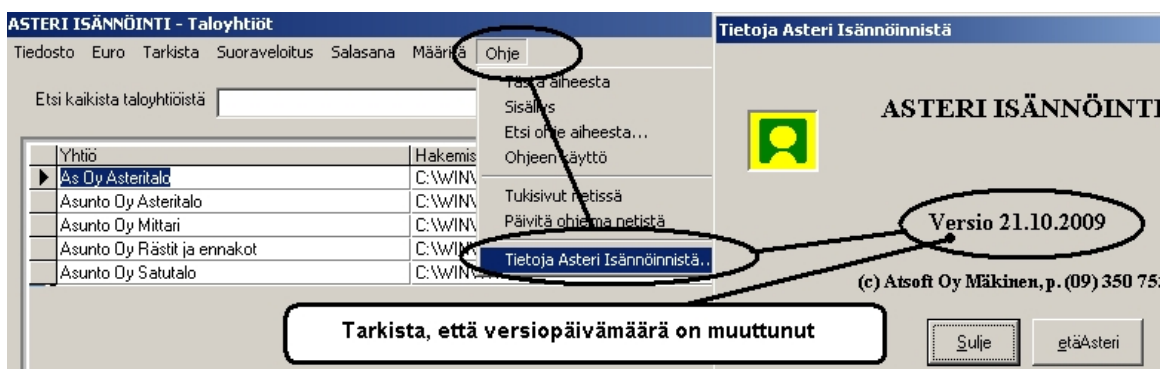 ASTERI ISÄNNÖINTI - Taloyhtiöt
Tiedosto Euro Tarkista Suoraveloitus Salasana Määritä Ohje
Etsi kaikista taloyhtiöistä
Yhtiö Hakemis
As Oy Asteritalo C:\WIN\
Asunto Oy Asteritalo C:\WIN\
Asunto Oy Mittari C:\WIN\
Asunto Oy Rästit ja ennakot C:\WIN\
Asunto Oy Satutalo C:\WIN\
Tästä aiheesta
Sisällys
Etsi ohje aiheesta...
Ohjeen käyttö
Tukisivut netissä
Päivitä ohjelma netistä
Tietoja Asteri Isännöinnistä..
Tietoja Asteri Isännöinnistä
ASTERI ISÄNNÖINTI
Versio 21.10.2009
(c) Atsoft Oy Mäkinen, p. (09) 350 75
Sulje etäAsteri
Tarkista, että versiopäivämäärä on muuttunut